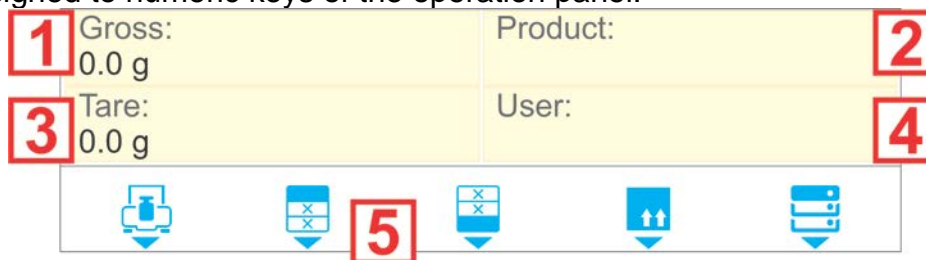 signed to numeric keys of the operation panel.
1 Gross: Product: 2
0.0 g
3 Tare: User: 4
0.0 g
5